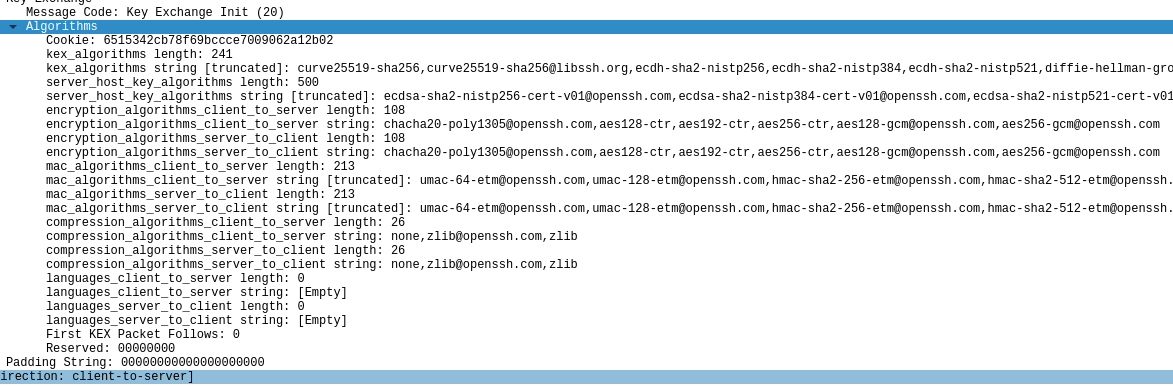 Key Exchange
Message Code: Key Exchange Init (20)
Algorithms
Cookie: 6515342cb78f69bccce7009062a12b02
kex_algorithms length: 241
kex_algorithms string [truncated]: curve25519-sha256,curve25519-sha256@libssh.org,ecdh-sha2-nistp256,ecdh-sha2-nistp384,ecdh-sha2-nistp521,diffie-hellman-gro
server_host_key_algorithms length: 500
server_host_key_algorithms string [truncated]: ecdsa-sha2-nistp256-cert-v01@openssh.com,ecdsa-sha2-nistp384-cert-v01@openssh.com,ecdsa-sha2-nistp521-cert-v01
encryption_algorithms_client_to_server length: 108
encryption_algorithms_client_to_server string: chacha20-poly1305@openssh.com,aes128-ctr,aes192-ctr,aes256-ctr,aes128-gcm@openssh.com,aes256-gcm@openssh.com
encryption_algorithms_server_to_client length: 108
encryption_algorithms_server_to_client string: chacha20-poly1305@openssh.com,aes128-ctr,aes192-ctr,aes256-ctr,aes128-gcm@openssh.com,aes256-gcm@openssh.com
mac_algorithms_client_to_server length: 213
mac_algorithms_client_to_server string [truncated]: umac-64-etm@openssh.com,umac-128-etm@openssh.com,hmac-sha2-256-etm@openssh.com,hmac-sha2-512-etm@openssh.
mac_algorithms_server_to_client length: 213
mac_algorithms_server_to_client string [truncated]: umac-64-etm@openssh.com,umac-128-etm@openssh.com,hmac-sha2-256-etm@openssh.com,hmac-sha2-512-etm@openssh.
compression_algorithms_client_to_server length: 26
compression_algorithms_client_to_server string: none,zlib@openssh.com,zlib
compression_algorithms_server_to_client length: 26
compression_algorithms_server_to_client string: none,zlib@openssh.com,zlib
languages_client_to_server length: 0
languages_client_to_server string: [Empty]
languages_server_to_client length: 0
languages_server_to_client string: [Empty]
First KEX Packet Follows: 0
Reserved: 00000000
Padding String: 00000000000000000000
irection: client-to-server]